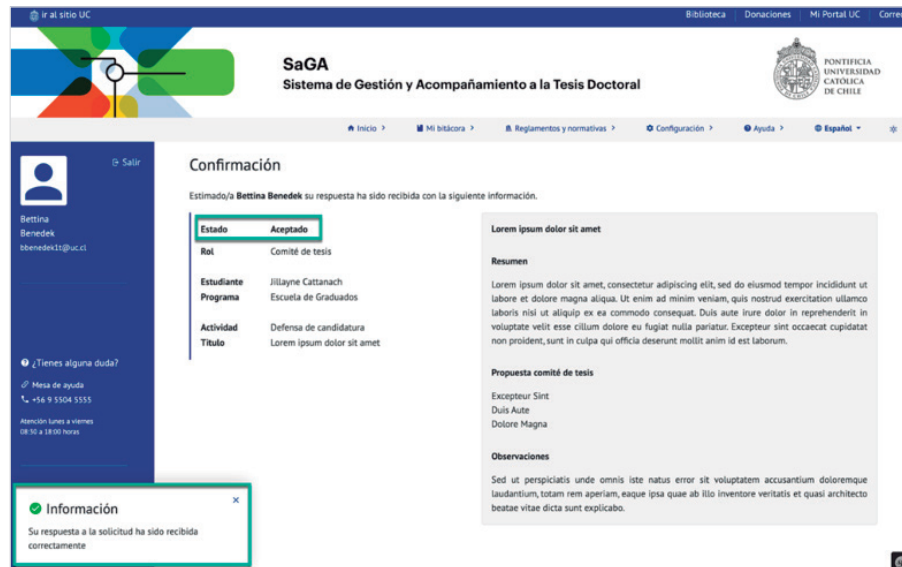 ir al sitio UC
Biblioteca
Donaciones
Mi Portal UC
SaGA
Sistema de Gestión y Acompañamiento a la Tesis Doctoral
PONTIFICIA
UNIVERSIDAD
CATÓLICA
DE CHILE
Inicio
Mi bitácora
Reglamentos y normativas
Configuración
Ayuda
Español
Salir
Bettina
Benedek
bbenedek1t@uc.cl
¿Tienes alguna duda?
Mesa de ayuda
+56 9 5504 5555
Atención lunes a viernes
08:30 a 18:00 horas
Confirmación
Estimado/a Bettina Benedek su respuesta ha sido recibida con la siguiente información.
Estado Aceptado
Rol Comité de tesis
Estudiante Jillayne Cattanach
Programa Escuela de Graduados
Actividad Defensa de candidatura
Título Lorem ipsum dolor sit amet
Lorem ipsum dolor sit amet
Resumen
Lorem ipsum dolor sit amet, consectetur adipiscing elit, sed do eiusmod tempor incididunt ut
labore et dolore magna aliqua. Ut enim ad minim veniam, quis nostrud exercitation ullamco
laboris nisi ut aliquip ex ea commodo consequat. Duis aute irure dolor in reprehenderit in
voluptate velit esse cillum dolore eu fugiat nulla pariatur. Excepteur sint occaecat cupidatat
non proident, sunt in culpa qui officia deserunt mollit anim id est laborum.
Propuesta comité de tesis
Excepteur Sint
Duis Aute
Dolore Magna
Observaciones
Sed ut perspiciatis unde omnis iste natus error sit voluptatem accusantium doloremque
laudantium, totam rem aperiam, eaque ipsa quae ab illo inventore veritatis et quasi architecto
beatae vitae dicta sunt explicabo.
Información
Su respuesta a la solicitud ha sido recibida
correctamente